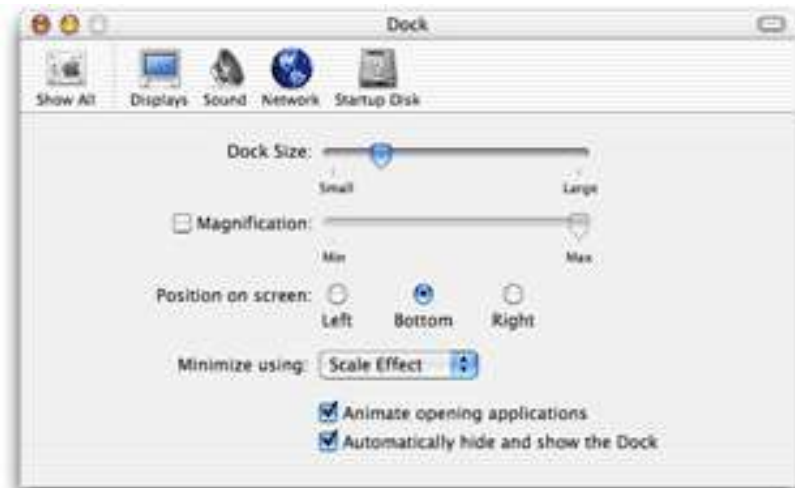 Dock
Show All Displays Sound Network Startup Disk
Dock Size:
Small Large
Magnification:
Min Max
Position on screen:
Left Bottom Right
Minimize using: Scale Effect
Animate opening applications
Automatically hide and show the Dock